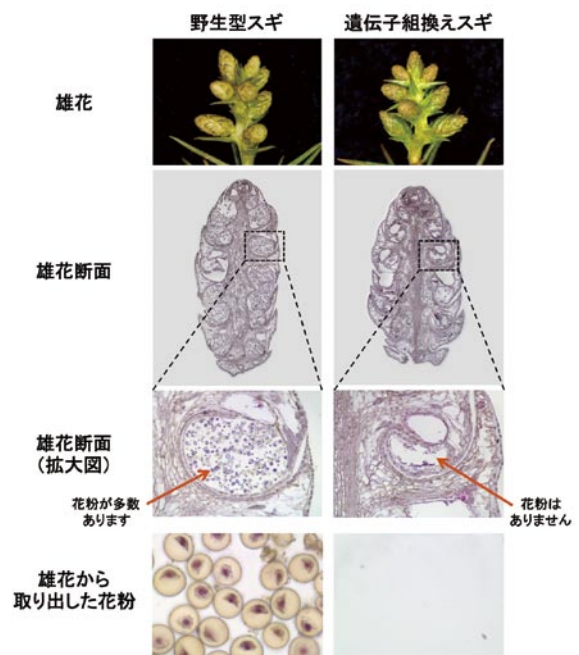 野生型スギ
遺伝子組換えスギ
雄花
雄花断面
雄花断面
(拡大図)
花粉が多数
あります
花粉は
ありません
雄花から
取り出した花粉